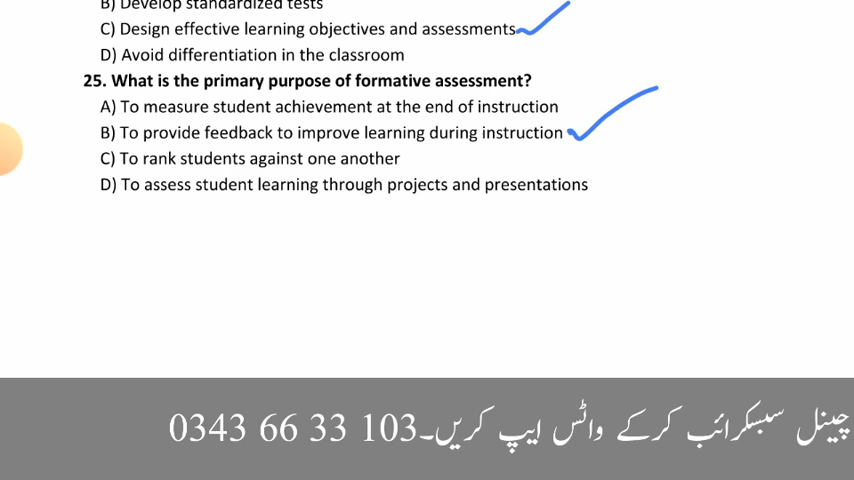 B) Develop standardized tests
C) Design effective learning objectives and assessments
D) Avoid differentiation in the classroom
25. What is the primary purpose of formative assessment?
A) To measure student achievement at the end of instruction
B) To provide feedback to improve learning during instruction
C) To rank students against one another
D) To assess student learning through projects and presentations
چینل سبسکرائب کرکے واٹس ایپ کریں۔103 33 66 0343